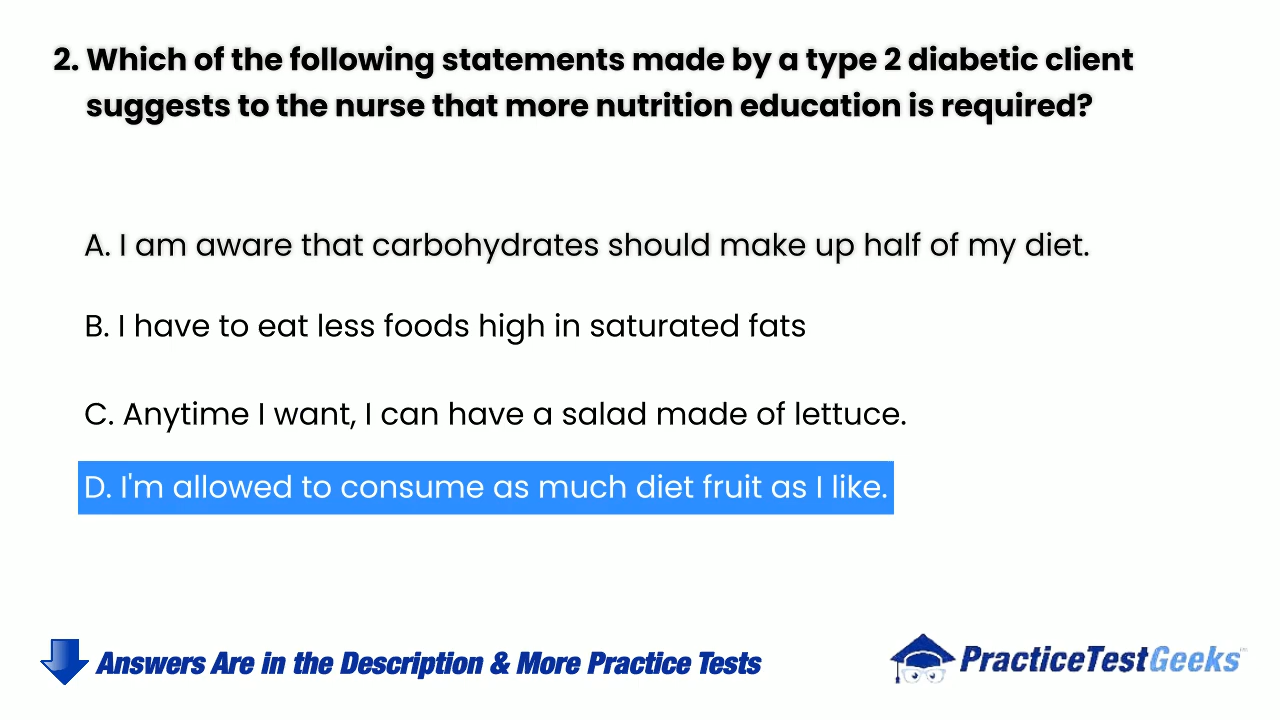 2. Which of the following statements made by a type 2 diabetic client
suggests to the nurse that more nutrition education is required?
A. I am aware that carbohydrates should make up half of my diet.
B. I have to eat less foods high in saturated fats
C. Anytime I want, I can have a salad made of lettuce.
D. I'm allowed to consume as much diet fruit as I like.
Answers Are in the Description & More Practice Tests
PracticeTestGeeks